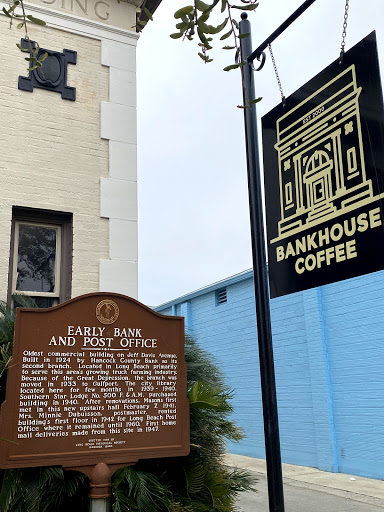 DING
EST 2020
BANKHOUSE
COFFEE
EARLY BANK
AND POST OFFICE
Oldest commercial building on Jeff Davis Avenue.
Built in 1924 by Hancock County Bank as its
second branch. Located in Long Beach primarily
to serve this area's growing truck farming industry.
Because of the Great Depression, the branch was
moved in 1933 to Gulfport. The city library
located here for few months in 1939-1940.
Southern Star Lodge No. 500 F. & A.M. purchased
building in 1940. After renovations, Masons first
met in this new upstairs hall February 7, 1941.
Mrs. Minnie Dubuisson, postmaster, rented
building's first floor in 1942 for Long Beach Post
Office where it remained until 1960. First home
mail deliveries made from this site in 1947.